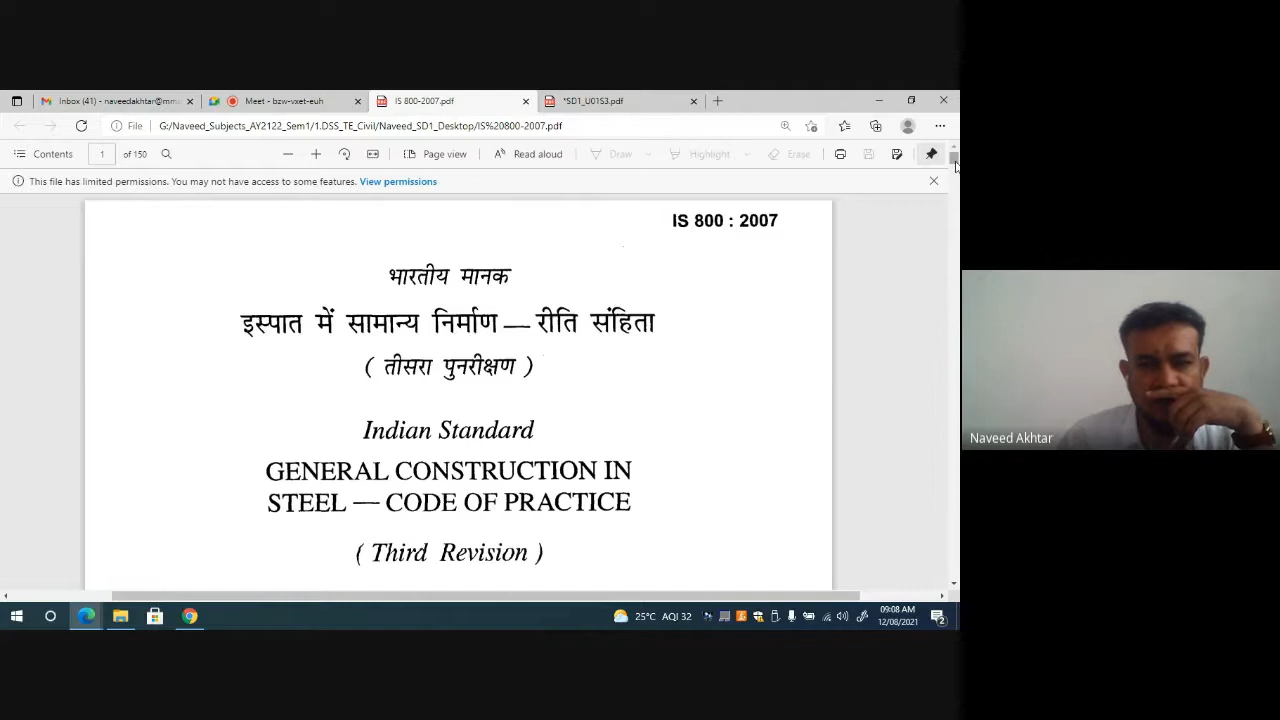 Inbox (41) - naveedakhtar@mm
Meet - bzw-vxet-euh
IS 800-2007.pdf
*SD1_U01S3.pdf
File
G:/Naveed_Subjects_AY2122_Sem1/1.DSS_TE_Civil/Naveed_SD1_Desktop/IS%20800-2007.pdf
Contents
1 of 150
Page view
Read aloud
Draw
Highlight
Erase
This file has limited permissions. You may not have access to some features. View permissions
IS 800 : 2007
भारतीय मानक
इस्पात में सामान्य निर्माण — रीति संहिता
( तीसरा पुनरीक्षण )
Indian Standard
GENERAL CONSTRUCTION IN
STEEL — CODE OF PRACTICE
( Third Revision )
Naveed Akhtar
25°C AQI 32
09:08 AM
12/08/2021
2